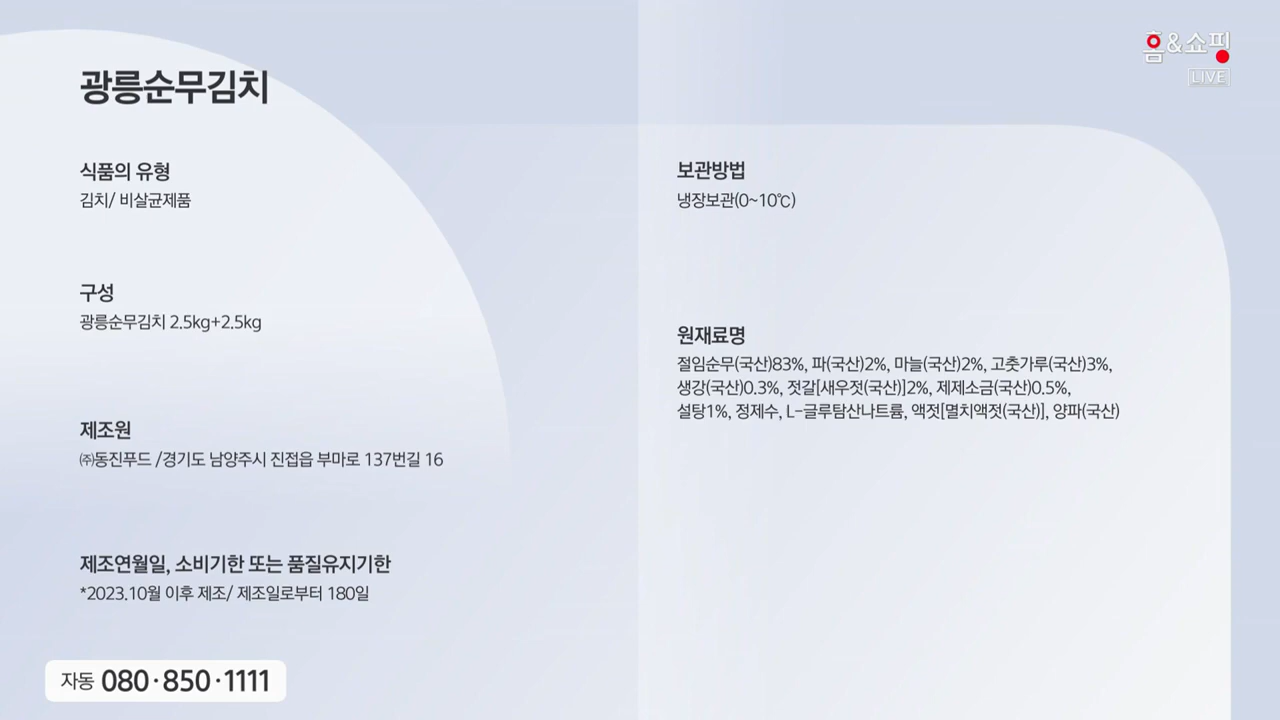 홈&쇼핑
LIVE
광릉순무김치
식품의 유형
김치/ 비살균제품
구성
광릉순무김치 2.5kg+2.5kg
제조원
㈜동진푸드 /경기도 남양주시 진접읍 부마로 137번길 16
제조연월일, 소비기한 또는 품질유지기한
*2023.10월 이후 제조/ 제조일로부터 180일
자동 080·850·1111
보관방법
냉장보관(0~10℃)
원재료명
절임순무(국산)83%, 파(국산)2%, 마늘(국산)2%, 고춧가루(국산)3%,
생강(국산)0.3%, 젓갈[새우젓(국산)]2%, 제제소금(국산)0.5%,
설탕1%, 정제수, L-글루탐산나트륨, 액젓[멸치액젓(국산)], 양파(국산)